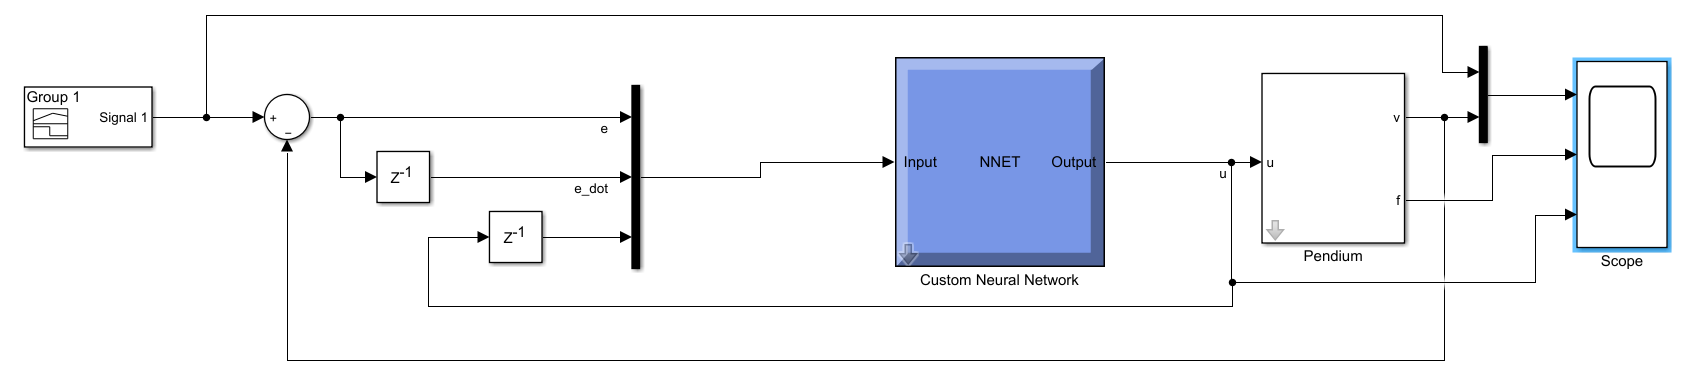 Group 1
Signal 1
+
−
e
Z-1
e_dot
Z-1
Input NNET Output
Custom Neural Network
u
u
v
f
Pendium
Scope